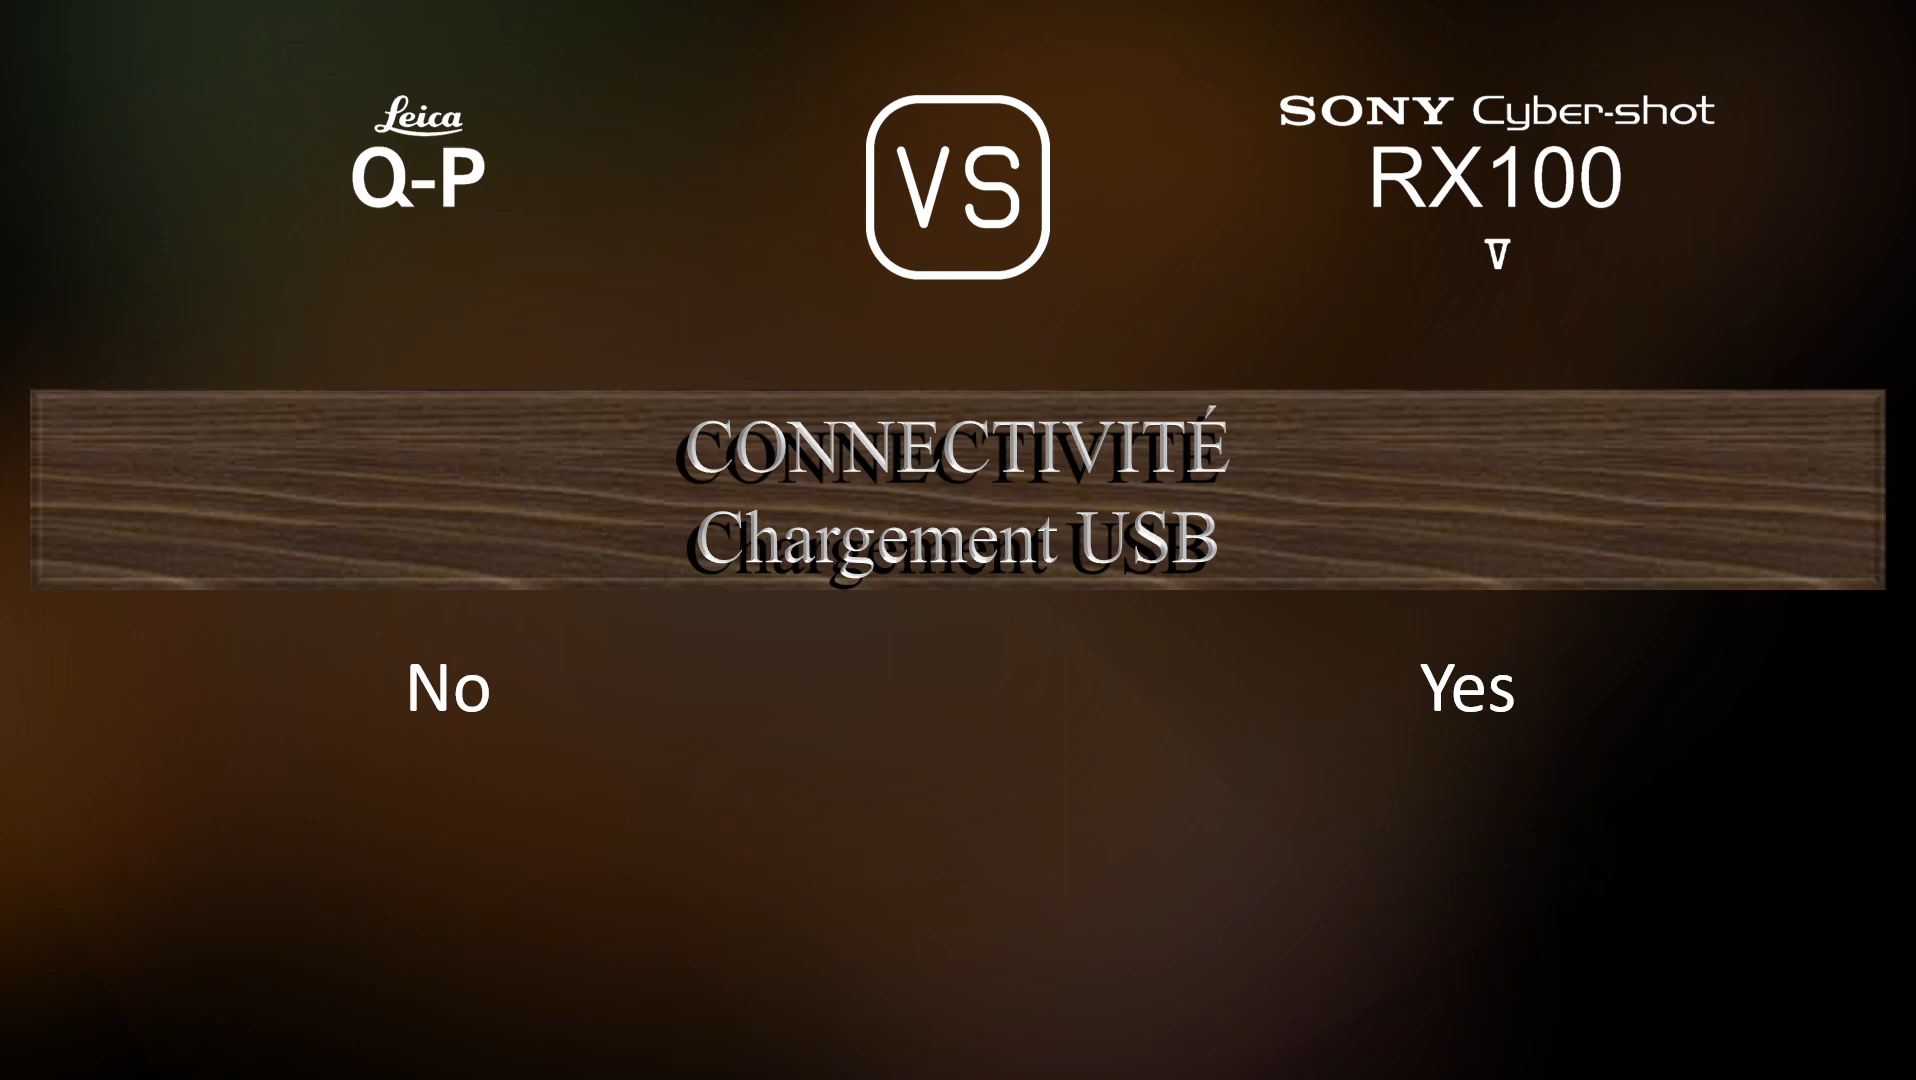 Leica
Q-P
VS
SONY Cyber-shot
RX100
V
CONNECTIVITÉ
Chargement USB
No
Yes